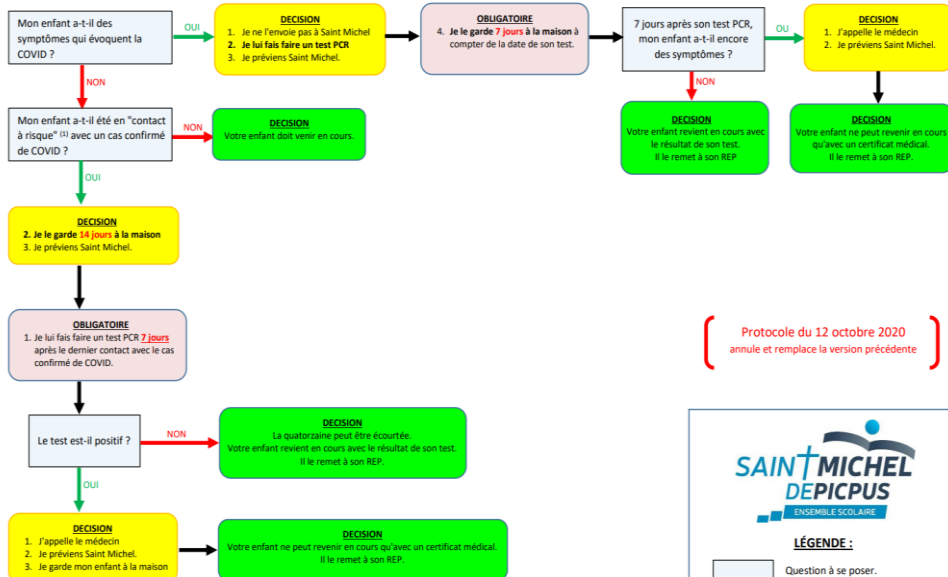 Mon enfant a-t-il des
symptômes qui évoquent la
COVID ?
OUI
DECISION
1. Je ne l'envoie pas à Saint Michel
2. Je lui fais faire un test PCR
3. Je préviens Saint Michel.
OBLIGATOIRE
4. Je le garde 7 jours à la maison à
compter de la date de son test.
7 jours après son test PCR,
mon enfant a-t-il encore
des symptômes ?
OU
DECISION
1. J'appelle le médecin
2. Je préviens Saint Michel.
NON
NON
Mon enfant a-t-il été en "contact
à risque" (1) avec un cas confirmé
de COVID ?
NON
DECISION
Votre enfant doit venir en cours.
DECISION
Votre enfant revient en cours avec
le résultat de son test.
Il le remet à son REP
DECISION
Votre enfant ne peut revenir en cours
qu'avec un certificat médical.
Il le remet à son REP.
OUI
DECISION
2. Je le garde 14 jours à la maison
3. Je préviens Saint Michel.
OBLIGATOIRE
1. Je lui fais faire un test PCR 7 jours
après le dernier contact avec le cas
confirmé de COVID.
Protocole du 12 octobre 2020
annule et remplace la version précédente
Le test est-il positif ?
NON
DECISION
La quatorzaine peut être écourtée.
Votre enfant revient en cours avec le résultat de son test.
Il le remet à son REP.
OUI
DECISION
1. J'appelle le médecin
2. Je préviens Saint Michel.
3. Je garde mon enfant à la maison
DECISION
Votre enfant ne peut revenir en cours qu'avec un certificat médical.
Il le remet à son REP.
SAINT MICHEL
DE PICPUS
ENSEMBLE SCOLAIRE
LÉGENDE :
Question à se poser.